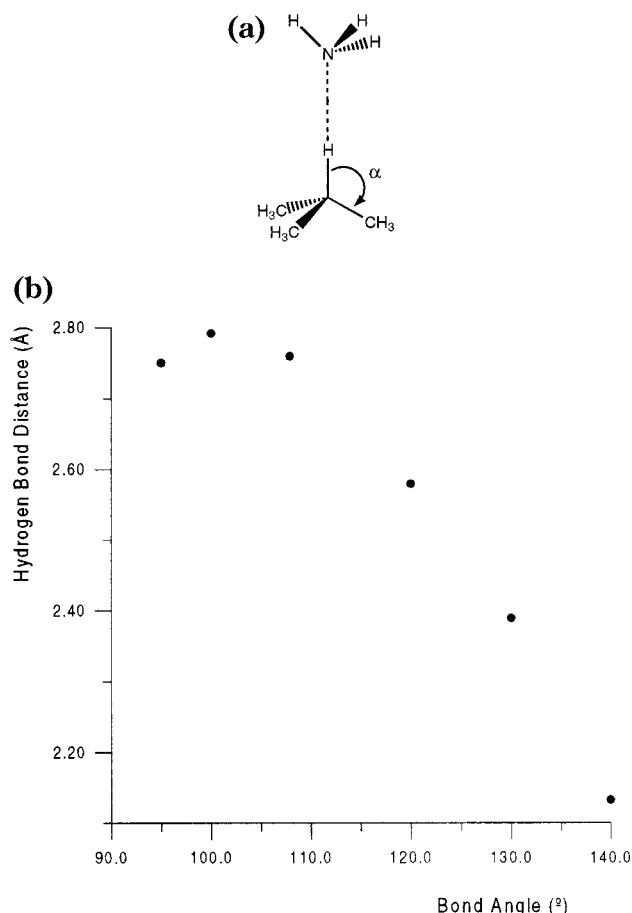 (a)
H H
H
N
H
α
H₃C
CH₃
H₃C
(b)
Hydrogen Bond Distance (Å)
2.80
2.60
2.40
2.20
90.0 100.0 110.0 120.0 130.0 140.0
Bond Angle (º)